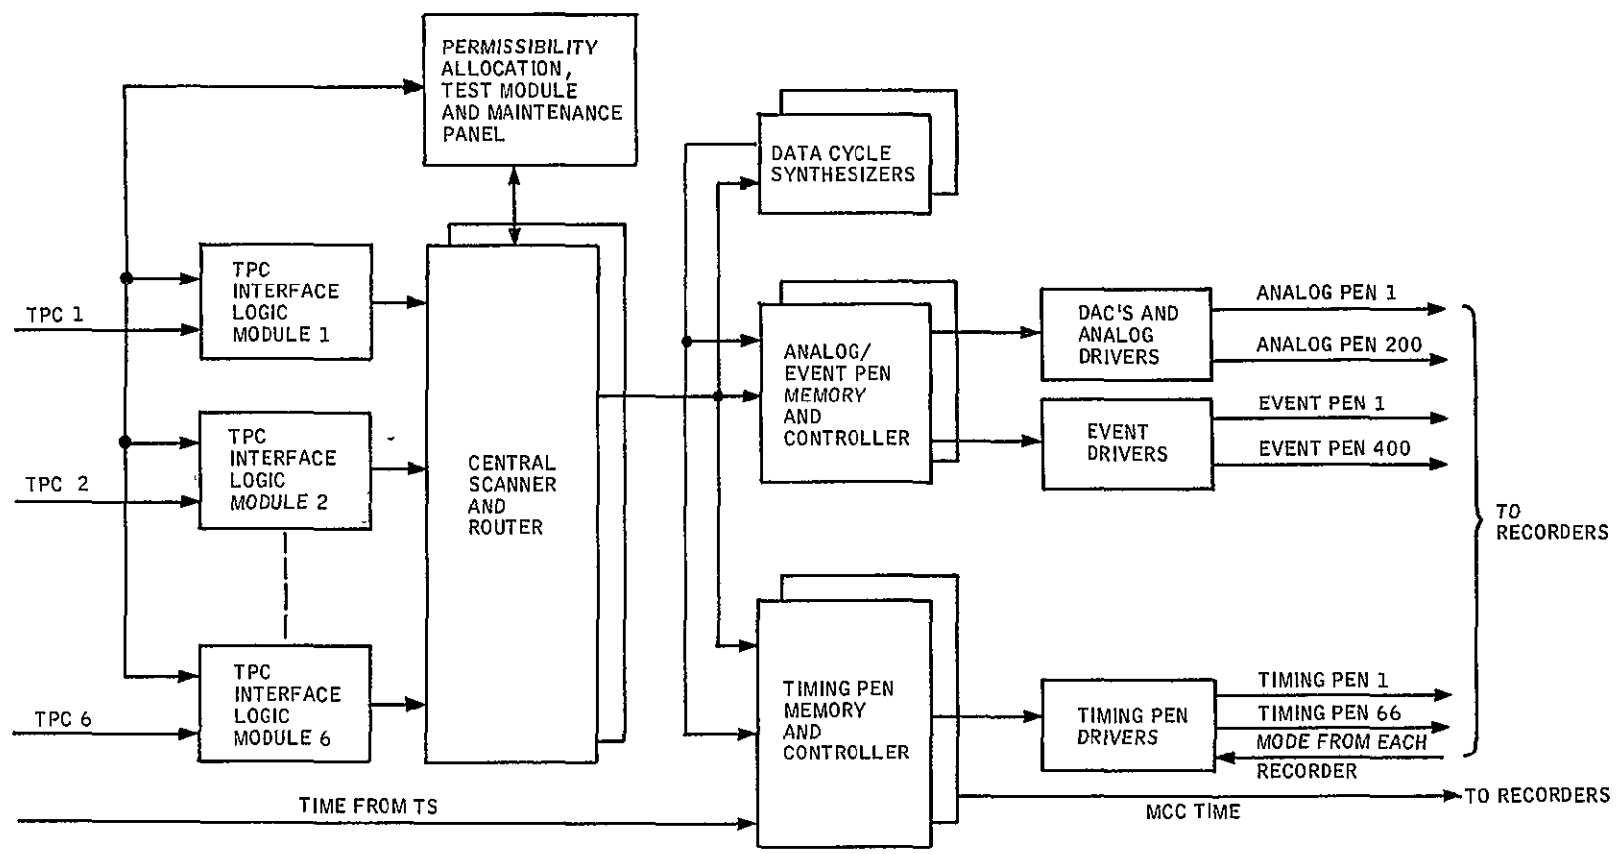 PERMISSIBILITY
ALLOCATION,
TEST MODULE
AND MAINTENANCE
PANEL
DATA CYCLE
SYNTHESIZERS
TPC 1
TPC
INTERFACE
LOGIC
MODULE 1
TPC 2
TPC
INTERFACE
LOGIC
MODULE 2
TPC 6
TPC
INTERFACE
LOGIC
MODULE 6
CENTRAL
SCANNER
AND
ROUTER
ANALOG/
EVENT PEN
MEMORY
AND
CONTROLLER
DAC'S AND
ANALOG
DRIVERS
ANALOG PEN 1
ANALOG PEN 200
EVENT
DRIVERS
EVENT PEN 1
EVENT PEN 400
TO
RECORDERS
TIMING PEN
MEMORY
AND
CONTROLLER
TIMING PEN
DRIVERS
TIMING PEN 1
TIMING PEN 66
MODE FROM EACH
RECORDER
TIME FROM TS
MCC TIME
TO RECORDERS